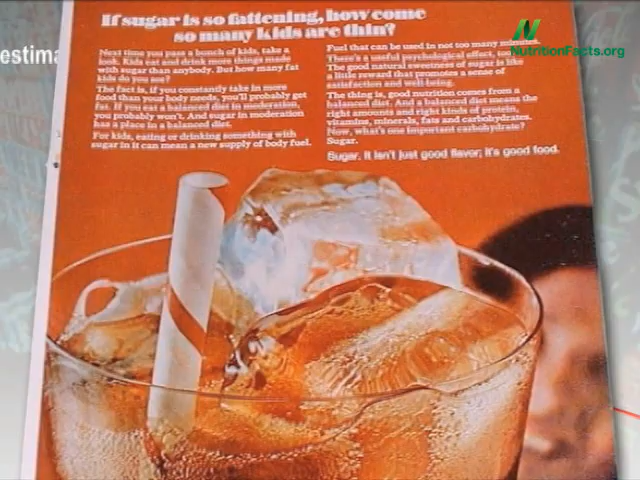 If sugar is so fattening, how come
so many kids are thin?
Next time you pass a bunch of kids, take a
look. Kids eat and drink more things made
with sugar than anybody. But how many fat
kids do you see?
The fact is, if you constantly take in more
food than your body needs, you'll probably get
fat. If you eat a balanced diet in moderation,
you probably won't. And sugar in moderation
has a place in a balanced diet.
For kids, eating or drinking something with
sugar in it can mean a new supply of body fuel.
Fuel that can be used in not too many minutes.
There's a useful psychological effect, too.
The good natural sweetness of sugar is like
a little reward that promotes a sense of
satisfaction and well being.
The thing is, good nutrition comes from a
balanced diet. And a balanced diet means the
right amounts and right kinds of protein,
vitamins, minerals, fats and carbohydrates.
Now, what's one important carbohydrate?
Sugar.
Sugar. It isn't just good flavor; it's good food.
NutritionFacts.org
estima